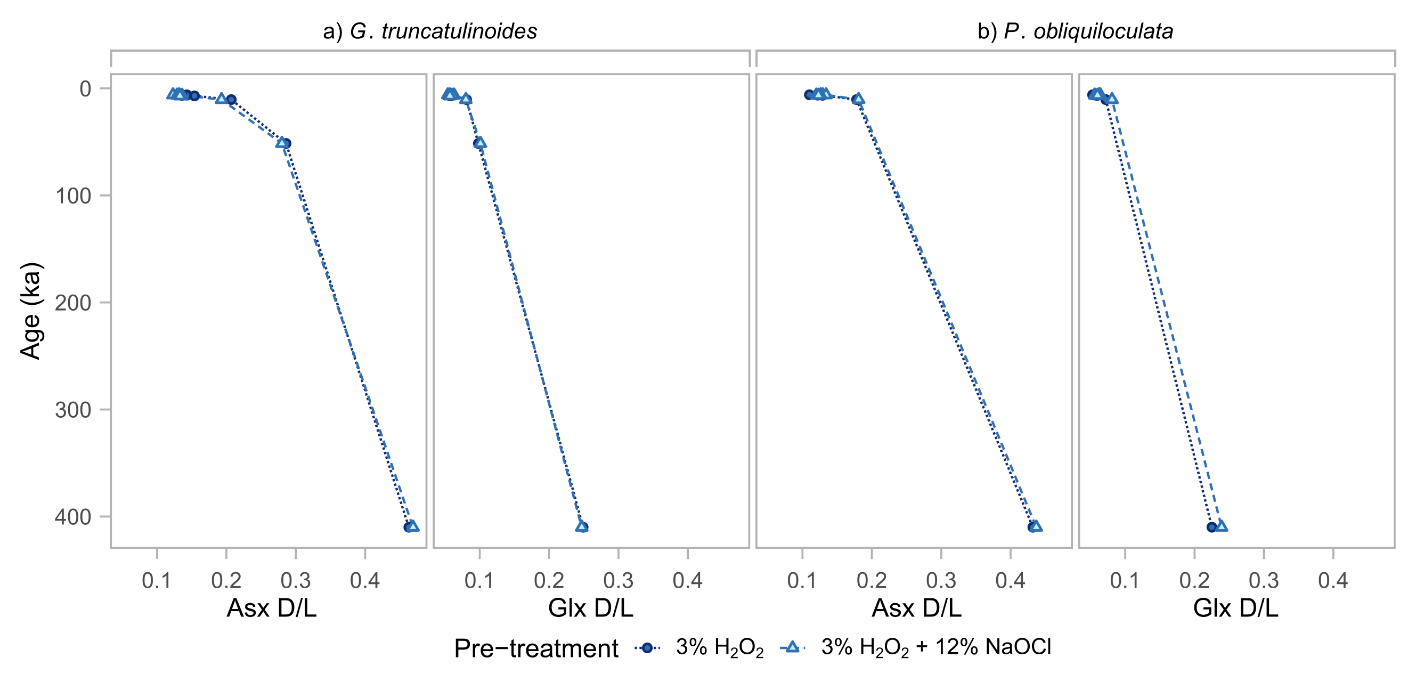 a) G. truncatulinoides b) P. obliquiloculata
0
100
200
300
400
Age (ka)
0.1 0.2 0.3 0.4 0.1 0.2 0.3 0.4 0.1 0.2 0.3 0.4 0.1 0.2 0.3 0.4
Asx D/L Glx D/L Asx D/L Glx D/L
Pre−treatment 3% H₂O₂ 3% H₂O₂ + 12% NaOCl